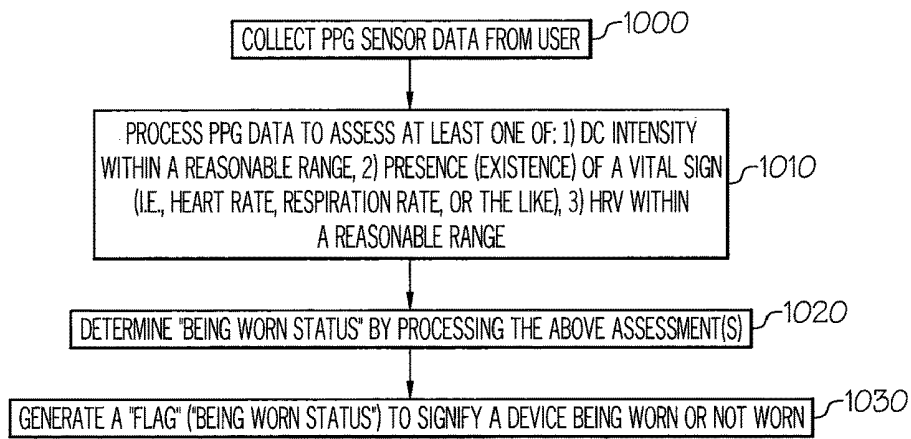 COLLECT PPG SENSOR DATA FROM USER 1000
PROCESS PPG DATA TO ASSESS AT LEAST ONE OF: 1) DC INTENSITY
WITHIN A REASONABLE RANGE, 2) PRESENCE (EXISTENCE) OF A VITAL SIGN
(I.E., HEART RATE, RESPIRATION RATE, OR THE LIKE), 3) HRV WITHIN
A REASONABLE RANGE
1010
DETERMINE "BEING WORN STATUS" BY PROCESSING THE ABOVE ASSESSMENT(S) 1020
GENERATE A "FLAG" ("BEING WORN STATUS") TO SIGNIFY A DEVICE BEING WORN OR NOT WORN 1030